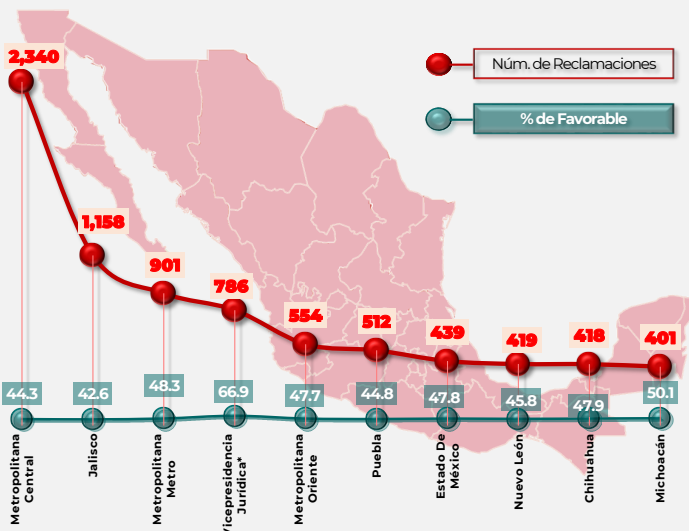 Núm. de Reclamaciones
% de Favorable
2,340
1,158
901
786
554
512
439
419
418
401
44.3
42.6
48.3
66.9
47.7
44.8
47.8
45.8
47.9
50.1
Metropolitana
Central
Jalisco
Metropolitana
Metro
Vicepresidencia
Jurídica*
Metropolitana
Oriente
Puebla
Estado De
México
Nuevo León
Chihuahua
Michoacán